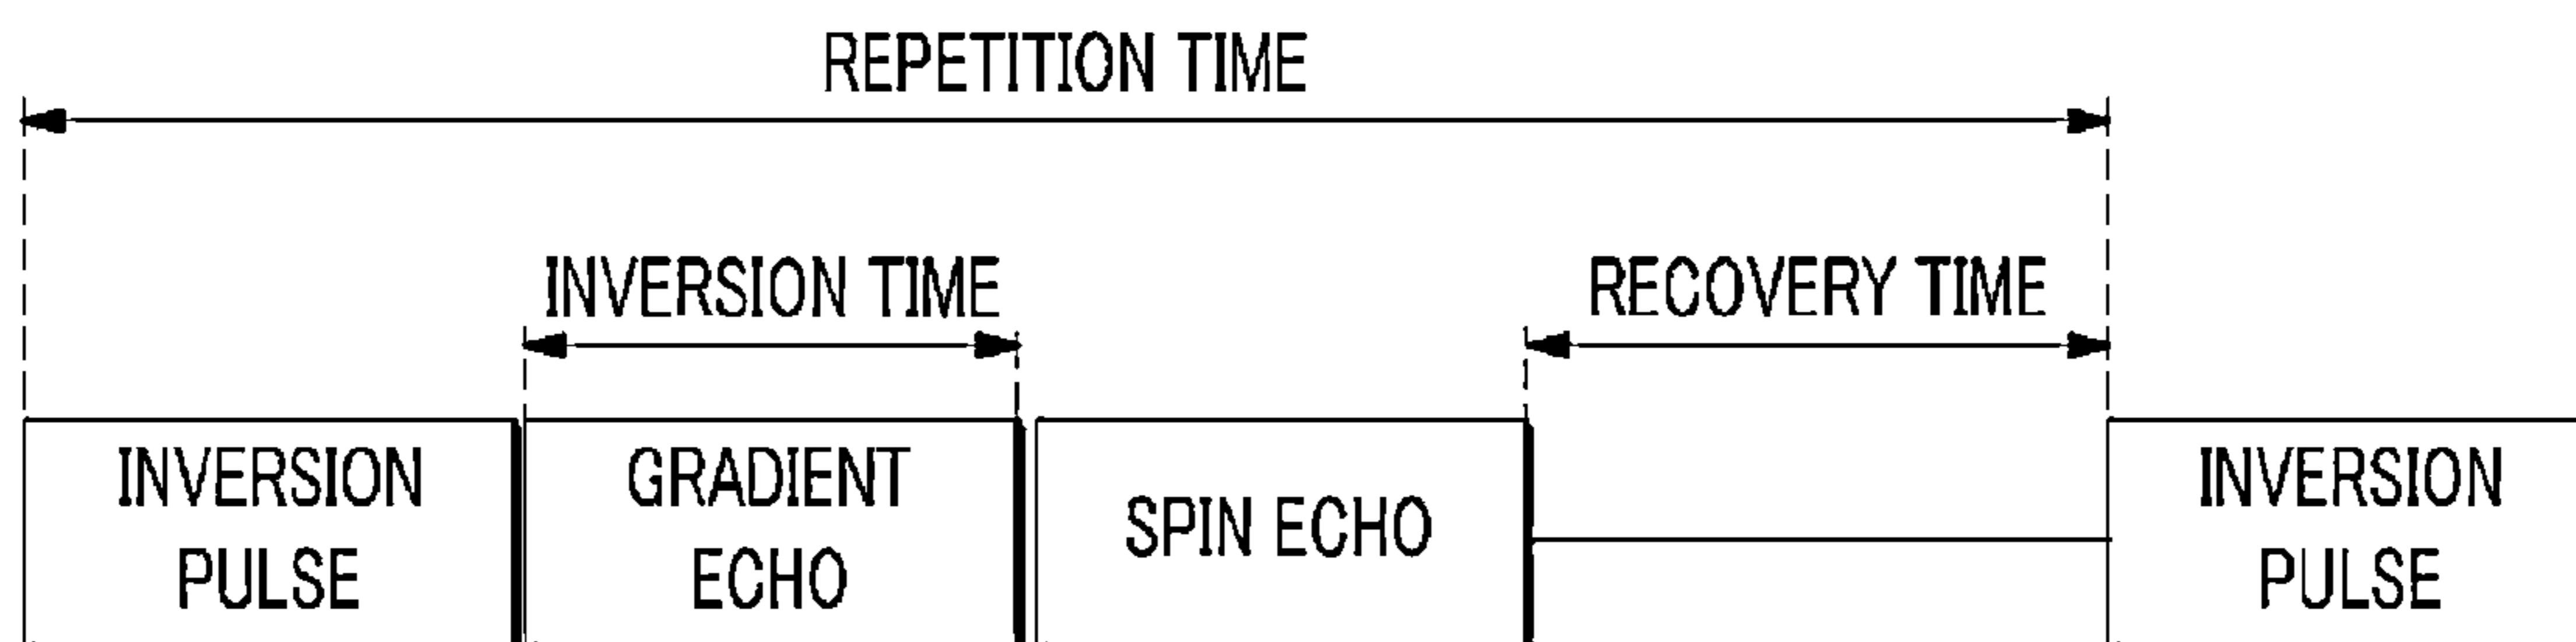 REPETITION TIME
INVERSION TIME
RECOVERY TIME
INVERSION
PULSE
GRADIENT
ECHO
SPIN ECHO
INVERSION
PULSE